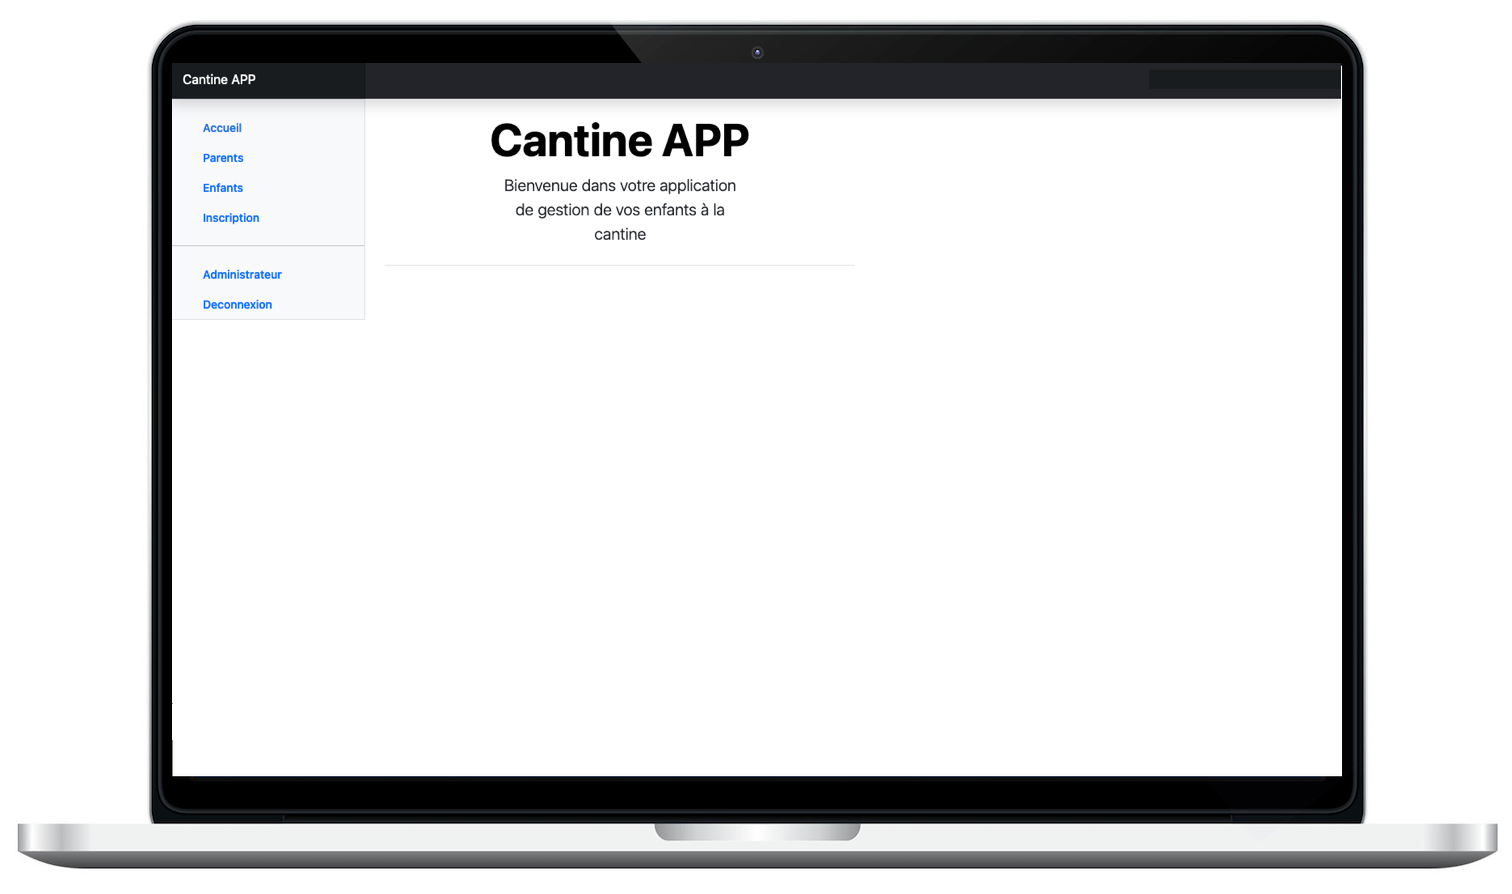 Cantine APP
Accueil
Parents
Enfants
Inscription
Administrateur
Deconnexion
Cantine APP
Bienvenue dans votre application
de gestion de vos enfants à la
cantine